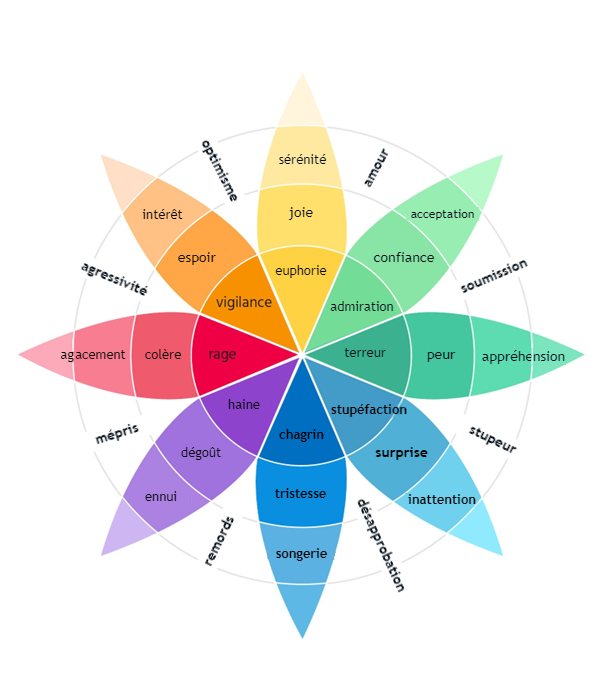 sérénité
amour
optimisme
joie
intérêt
acceptation
espoir
confiance
euphorie
agressivité
soumission
vigilance
admiration
agacement
colère
rage
terreur
peur
appréhension
haine
stupéfaction
mépris
chagrin
stupeur
dégoût
surprise
ennui
tristesse
inattention
remords
désapprobation
songerie